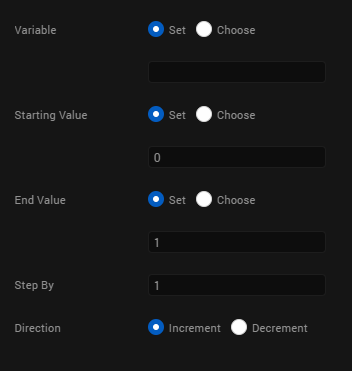 Variable Set Choose
Starting Value Set Choose
0
End Value Set Choose
1
Step By 1
Direction Increment Decrement